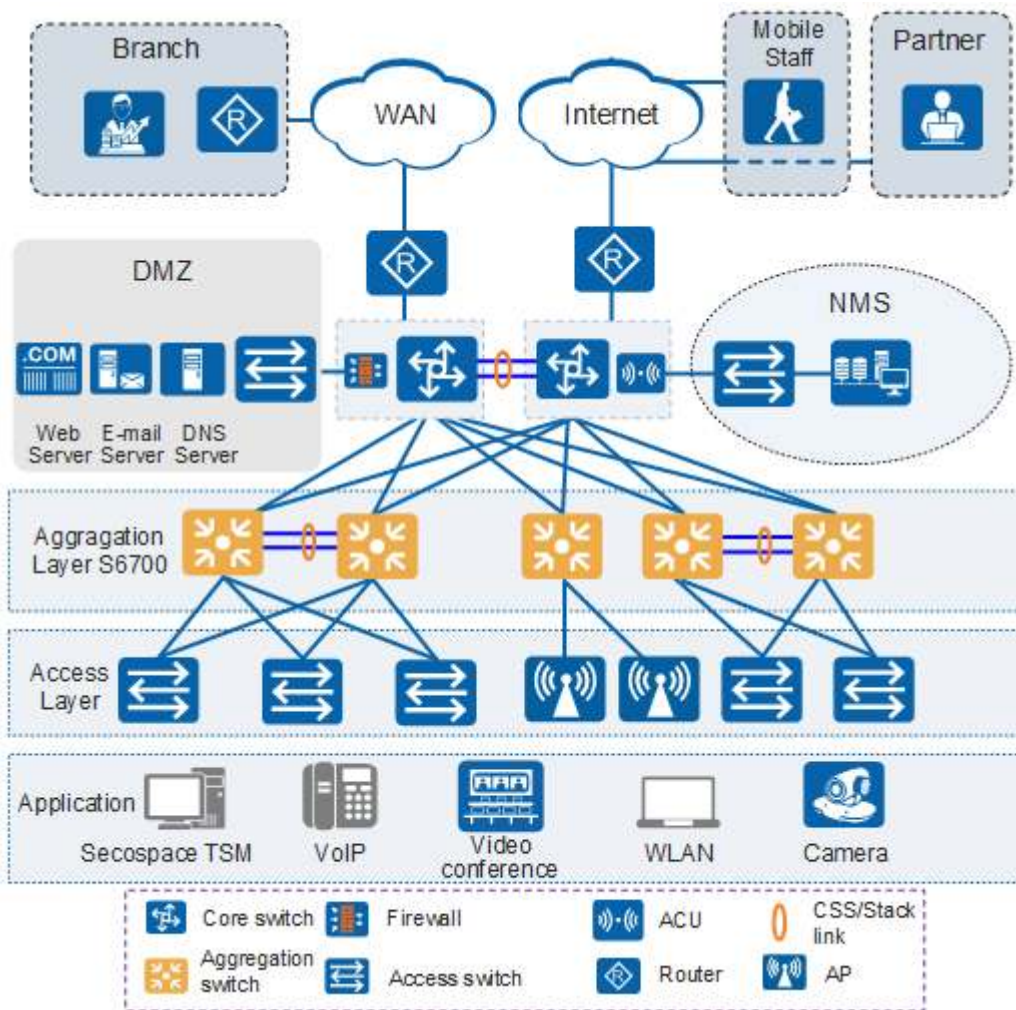 Branch
WAN
Internet
Mobile
Staff
Partner
R
R
R
DMZ
NMS
.COM
Web
Server
E-mail
Server
DNS
Server
Aggragation
Layer S6700
Access
Layer
Application
Secospace TSM
VoIP
Video
conference
WLAN
Camera
Core switch
Firewall
ACU
CSS/Stack
link
Aggregation
switch
Access switch
R
Router
AP